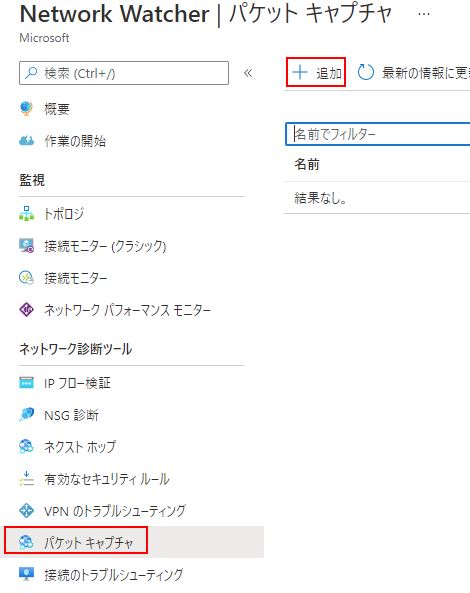 Network Watcher | パケット キャプチャ …
Microsoft
検索 (Ctrl+/)
«
追加
最新の情報に更新
名前でフィルター
名前
結果なし。
概要
作業の開始
監視
トポロジ
接続モニター (クラシック)
接続モニター
ネットワーク パフォーマンス モニター
ネットワーク診断ツール
IP フロー検証
NSG 診断
ネクスト ホップ
有効なセキュリティ ルール
VPN のトラブルシューティング
パケット キャプチャ
接続のトラブルシューティング